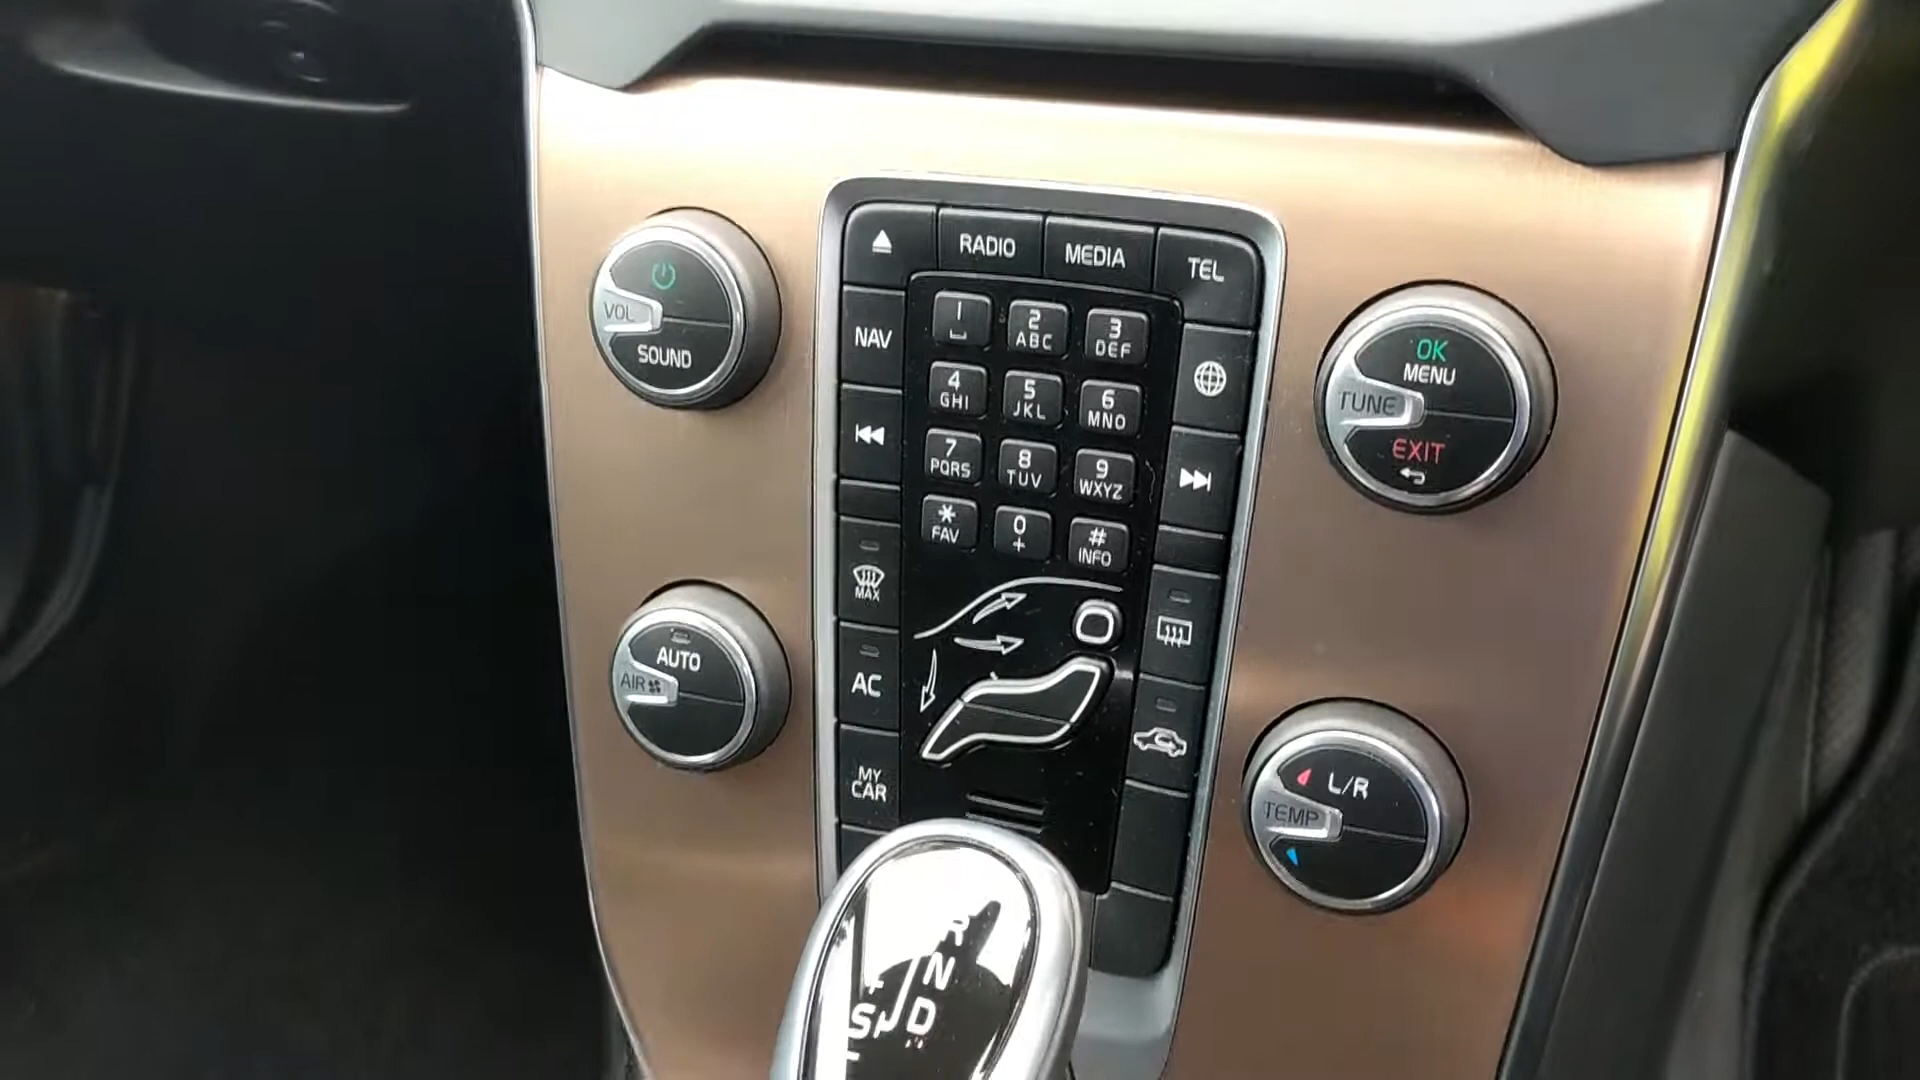 RADIO
MEDIA
TEL
VOL
SOUND
NAV
1
2
ABC
3
DEF
OK
MENU
TUNE
EXIT
4
GHI
5
JKL
6
MNO
7
PQRS
8
TUV
9
WXYZ
*
FAV
0
+
#
INFO
MAX
AUTO
AIR
AC
MY
CAR
L/R
TEMP
R
N
D
S
+